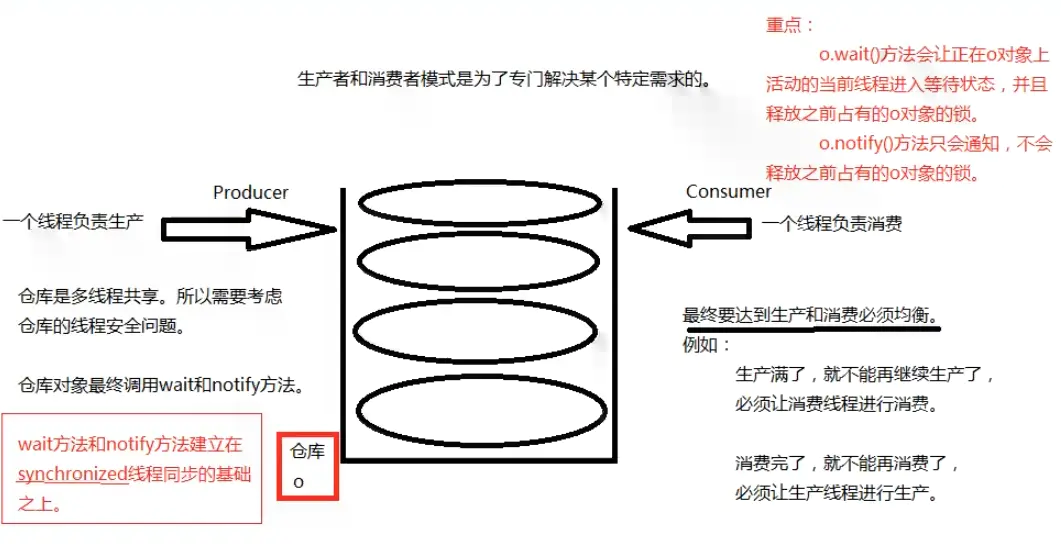 重点：
o.wait()方法会让正在o对象上
活动的当前线程进入等待状态，并且
释放之前占有的o对象的锁。
o.notify()方法只会通知，不会
释放之前占有的o对象的锁。
生产者和消费者模式是为了专门解决某个特定需求的。
Producer
一个线程负责生产
Consumer
一个线程负责消费
仓库是多线程共享。所以需要考虑
仓库的线程安全问题。
仓库对象最终调用wait和notify方法。
wait方法和notify方法建立在
synchronized线程同步的基础
之上。
仓库
o
最终要达到生产和消费必须均衡。
例如：
生产满了，就不能再继续生产了，
必须让消费线程进行消费。
消费完了，就不能再消费了，
必须让生产线程进行生产。